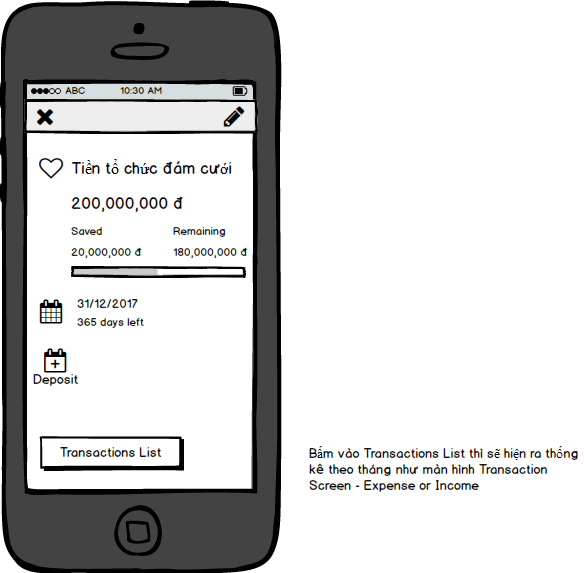 ABC 10:30 AM
Tiền tổ chức đám cưới
200,000,000 đ
Saved Remaining
20,000,000 đ 180,000,000 đ
31/12/2017
365 days left
Deposit
Transactions List
Bấm vào Transactions List thì sẽ hiện ra thống
kê theo tháng như màn hình Transaction
Screen - Expense or Income